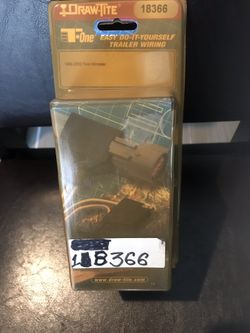 DRAW-TITE
18366
T-One
EASY DO-IT-YOURSELF
TRAILER WIRING
18366
www.draw-tite.com